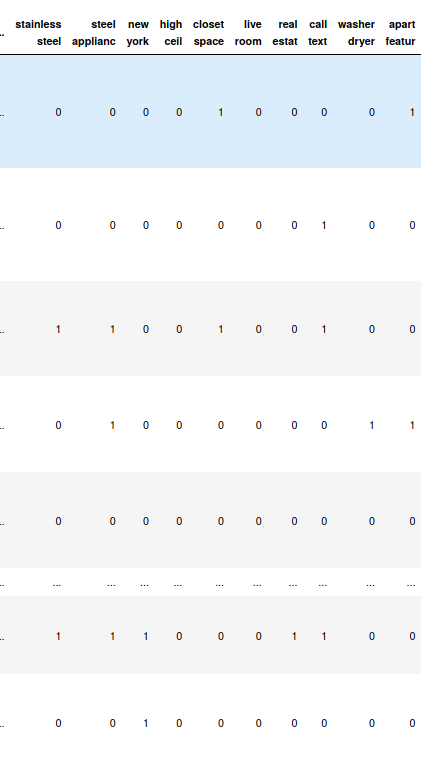 stainless steel new high closet live real call washer apart
.. steel applianc york ceil space room estat text dryer featur
.. 0 0 0 0 1 0 0 0 0 1
.. 0 0 0 0 0 0 0 1 0 0
.. 1 1 0 0 1 0 0 1 0 0
.. 0 1 0 0 0 0 0 0 1 1
.. 0 0 0 0 0 0 0 0 0 0
.. ... ... ... ... ... ... ... ... ... ...
.. 1 1 1 0 0 0 1 1 0 0
.. 0 0 1 0 0 0 0 0 0 0